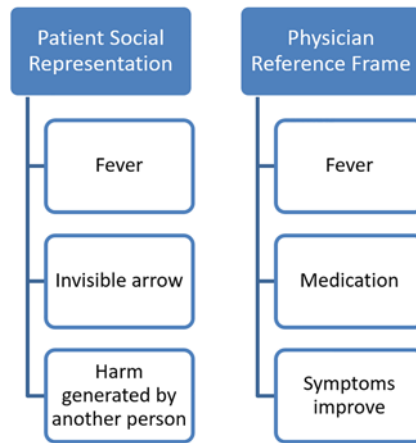 Patient Social
Representation
Fever
Invisible arrow
Harm
generated by
another person
Physician
Reference Frame
Fever
Medication
Symptoms
improve